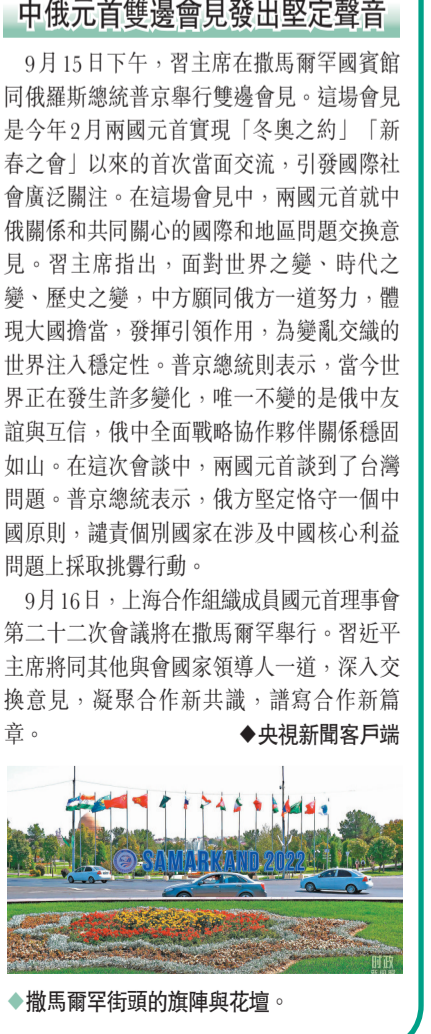 中俄元首雙邊會見發出堅定聲音
9月15日下午，習主席在撒馬爾罕國賓館
同俄羅斯總統普京舉行雙邊會見。這場會見
是今年2月兩國元首實現「冬奧之約」「新
春之會」以來的首次當面交流，引發國際社
會廣泛關注。在這場會見中，兩國元首就中
俄關係和共同關心的國際和地區問題交換意
見。習主席指出，面對世界之變、時代之
變、歷史之變，中方願同俄方一道努力，體
現大國擔當，發揮引領作用，為變亂交織的
世界注入穩定性。普京總統則表示，當今世
界正在發生許多變化，唯一不變的是俄中友
誼與互信，俄中全面戰略協作夥伴關係穩固
如山。在這次會談中，兩國元首談到了台灣
問題。普京總統表示，俄方堅定恪守一個中
國原則，譴責個別國家在涉及中國核心利益
問題上採取挑釁行動。
9月16日，上海合作組織成員國元首理事會
第二十二次會議將在撒馬爾罕舉行。習近平
主席將同其他與會國家領導人一道，深入交
換意見，凝聚合作新共識，譜寫合作新篇
章。 ◆央視新聞客戶端
SAMARKAND 2022
时政
◆撒馬爾罕街頭的旗陣與花壇。